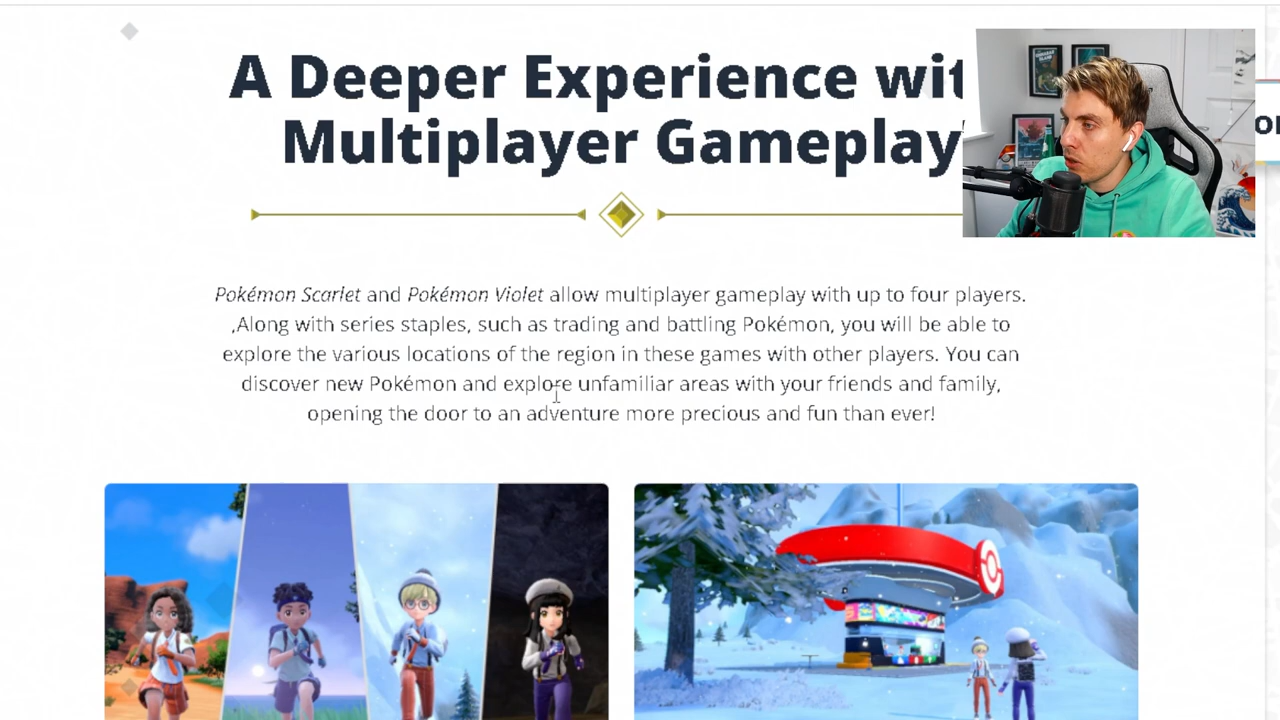 A Deeper Experience wit
Multiplayer Gameplay
Pokémon Scarlet and Pokémon Violet allow multiplayer gameplay with up to four players.
,Along with series staples, such as trading and battling Pokémon, you will be able to
explore the various locations of the region in these games with other players. You can
discover new Pokémon and explore unfamiliar areas with your friends and family,
opening the door to an adventure more precious and fun than ever!